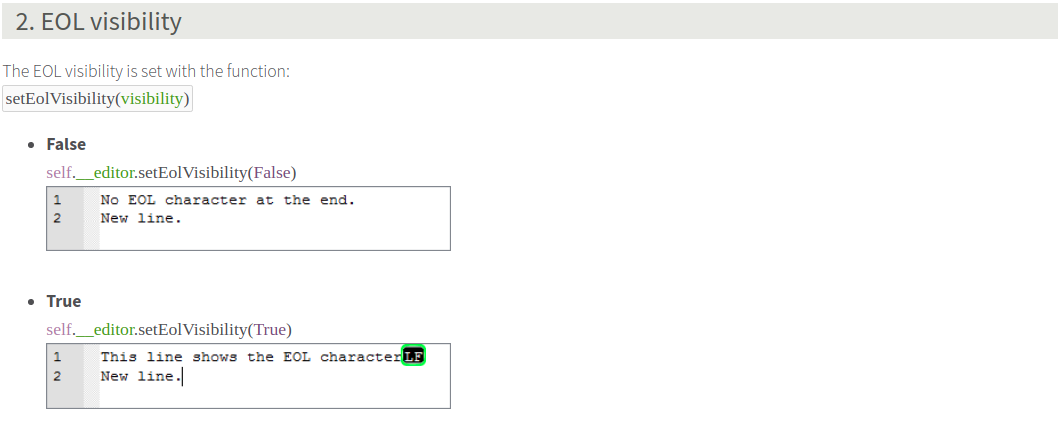 2. EOL visibility
The EOL visibility is set with the function:
setEolVisibility(visibility)
False
self.__editor.setEolVisibility(False)
1 No EOL character at the end.
2 New line.
True
self.__editor.setEolVisibility(True)
1 This line shows the EOL characterLF
2 New line.